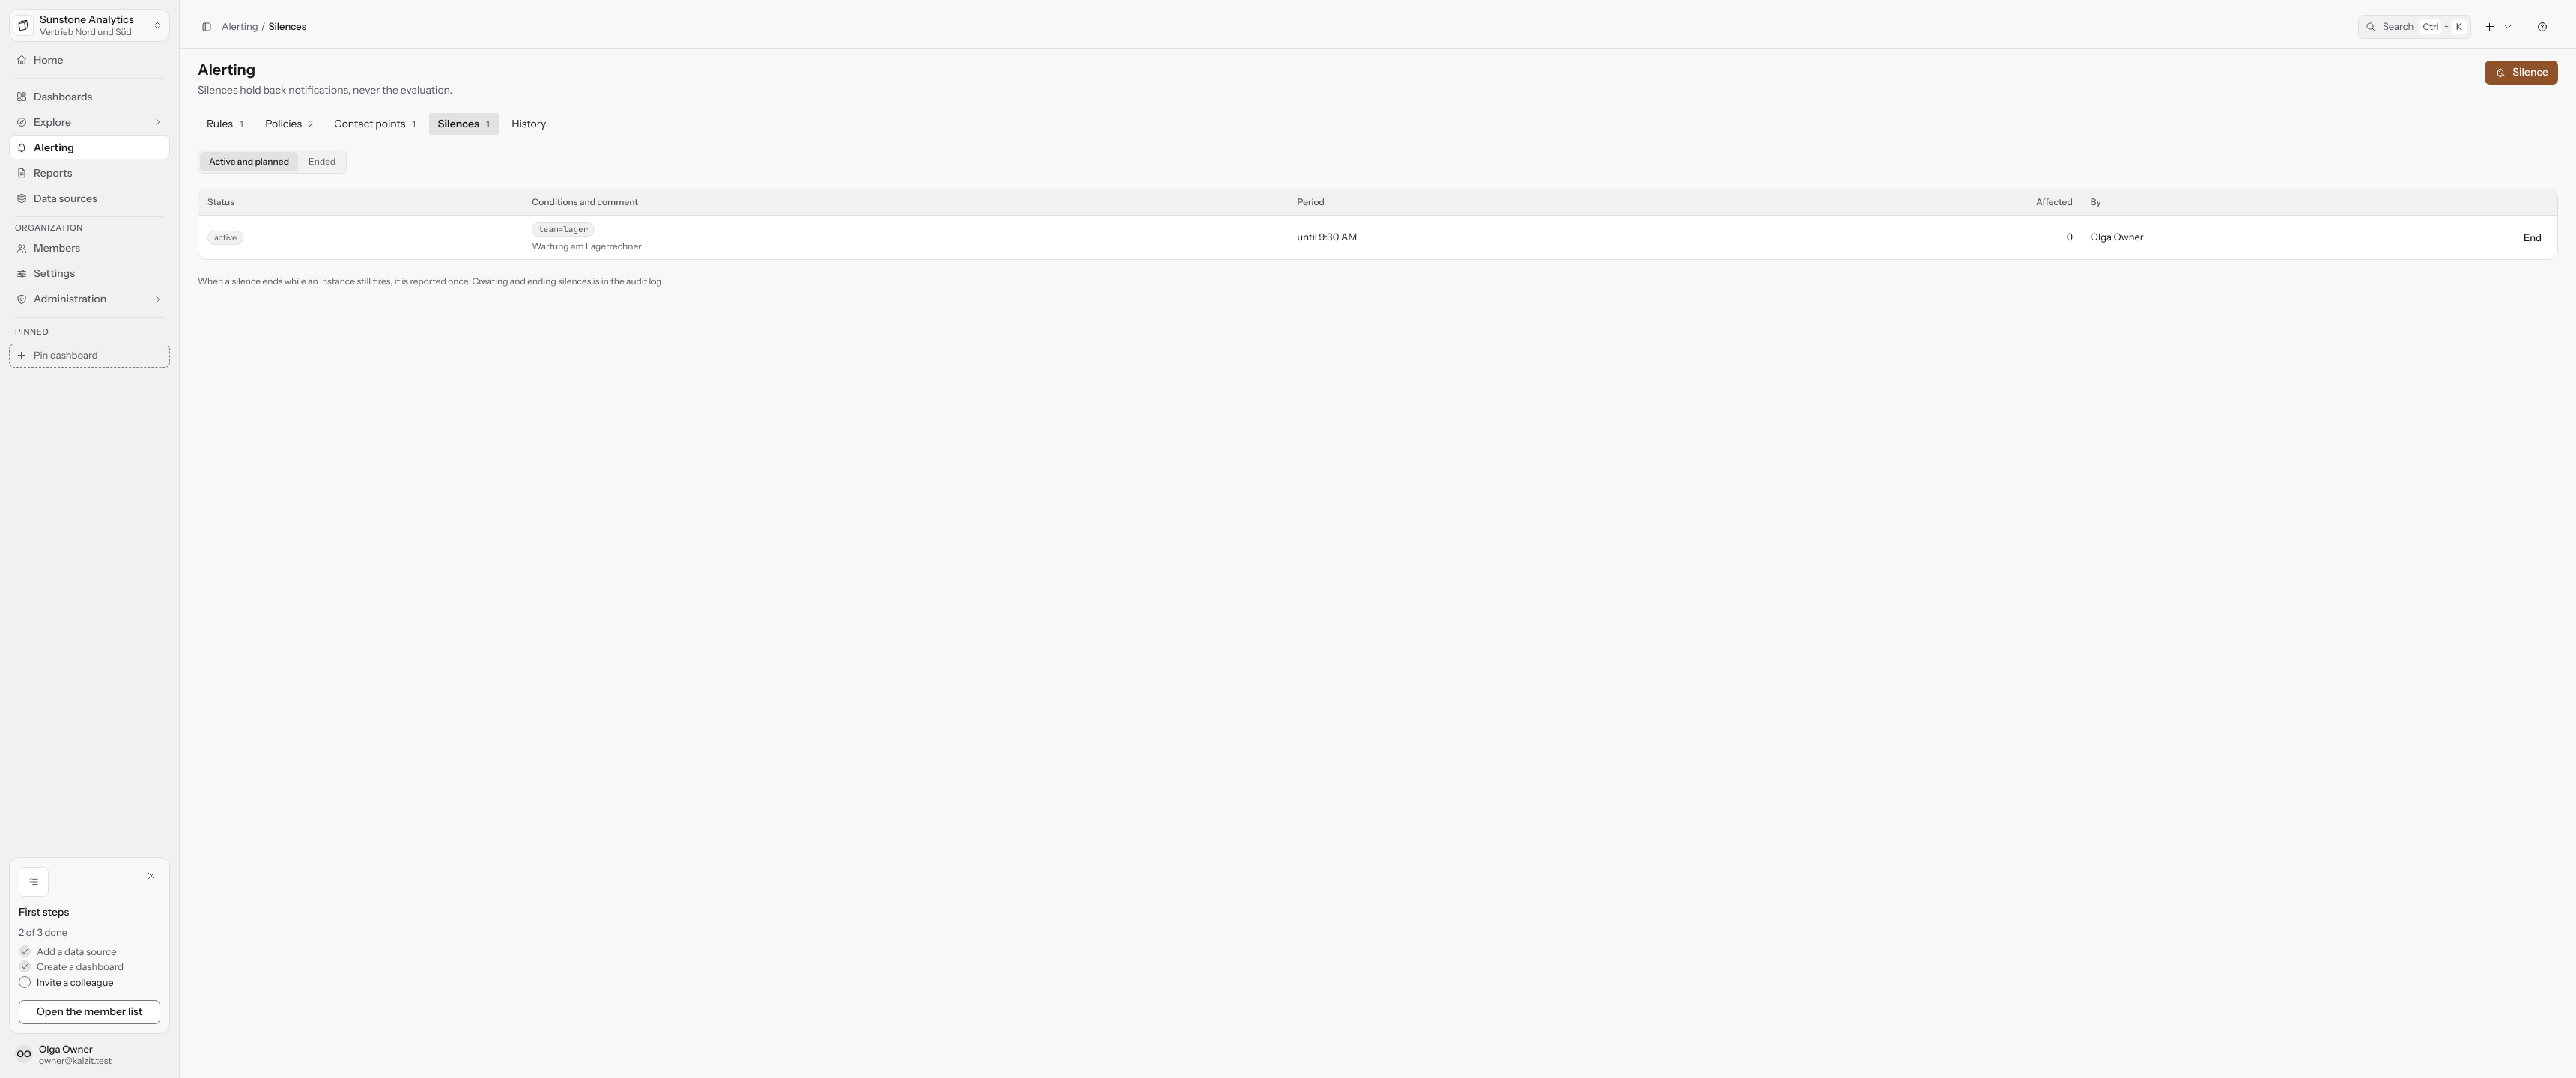 Sunstone Analytics
Vertrieb Nord und Süd
Home
Dashboards
Explore
Alerting
Reports
Data sources
ORGANIZATION
Members
Settings
Administration
PINNED
Pin dashboard
First steps
2 of 3 done
Add a data source
Create a dashboard
Invite a colleague
Open the member list
OO
Olga Owner
owner@kalzit.test
Alerting / Silences
Search Ctrl + K
Alerting
Silences hold back notifications, never the evaluation.
Silence
Rules 1 Policies 2 Contact points 1 Silences 1 History
Active and planned Ended
Status Conditions and comment Period Affected By
active team=lager until 9:30 AM 0 Olga Owner End
Wartung am Lagerrechner
When a silence ends while an instance still fires, it is reported once. Creating and ending silences is in the audit log.